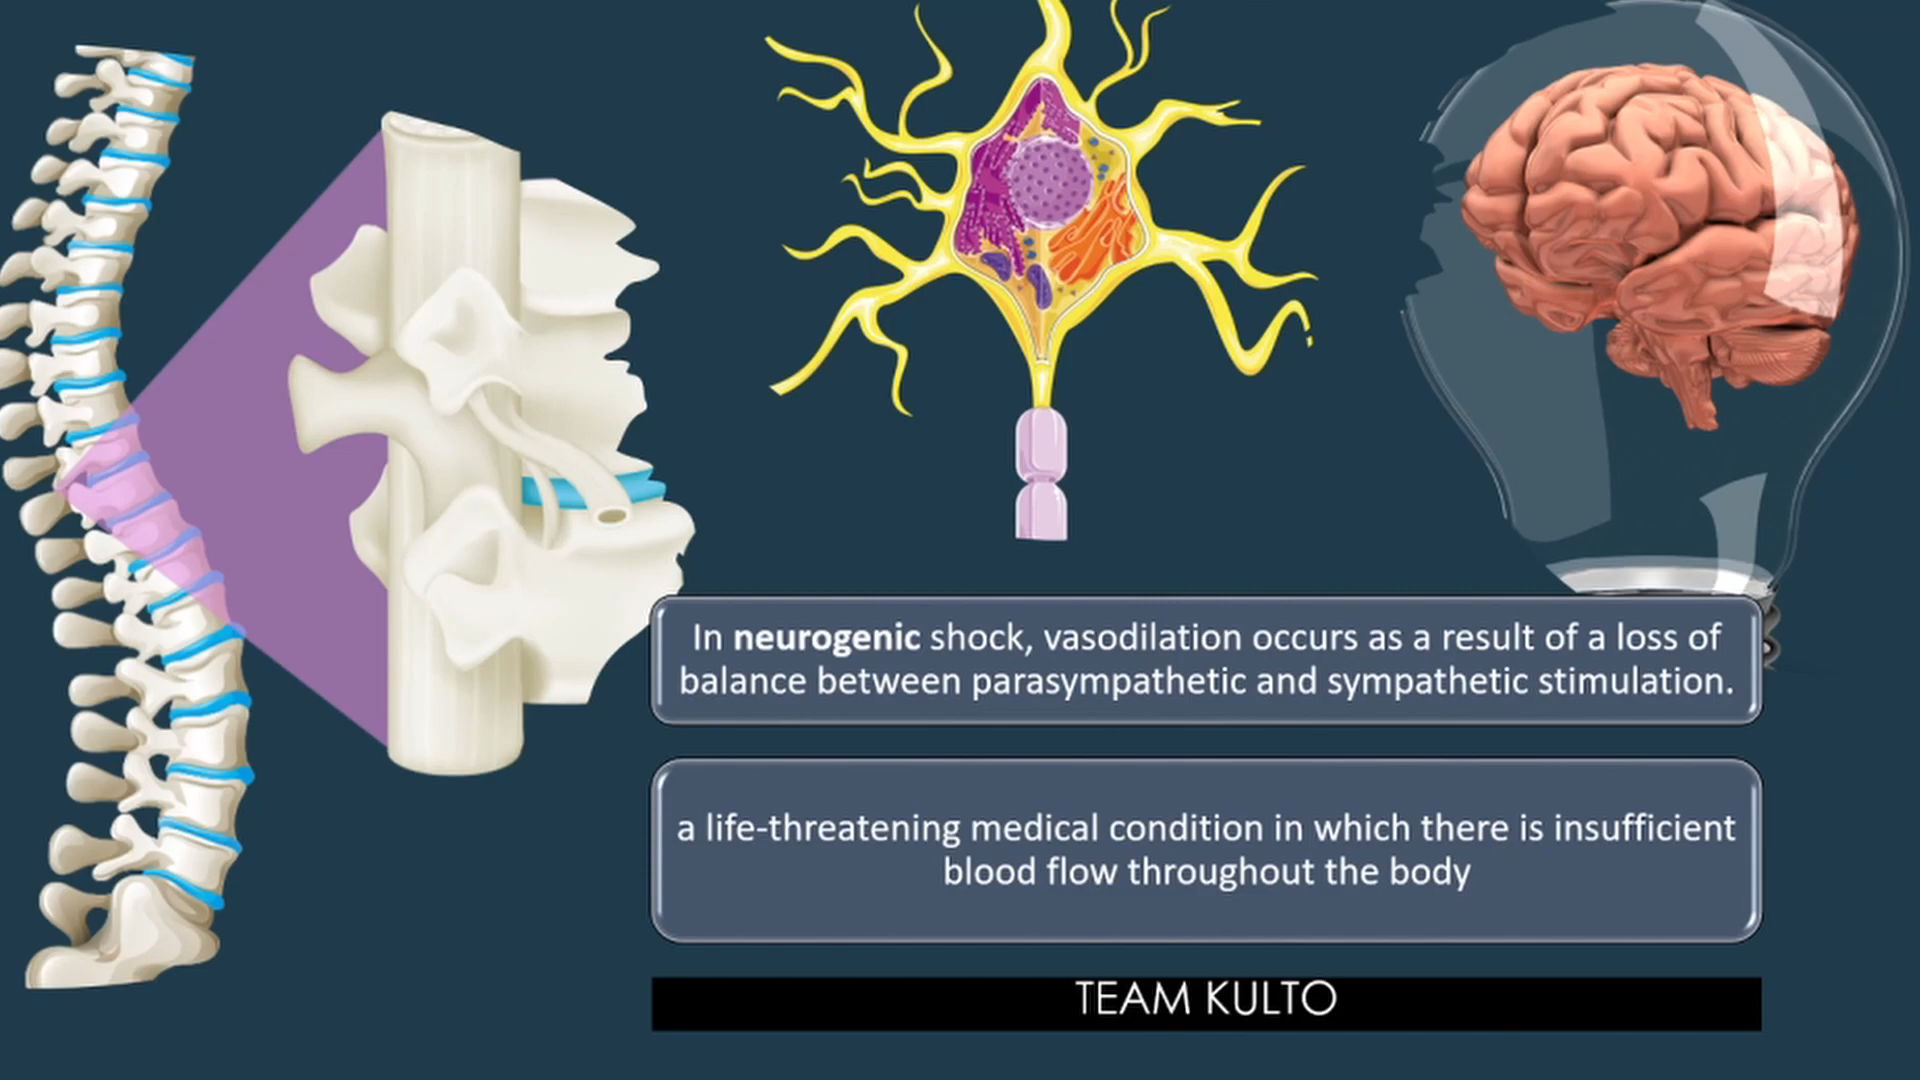 In neurogenic shock, vasodilation occurs as a result of a loss of
balance between parasympathetic and sympathetic stimulation.
a life-threatening medical condition in which there is insufficient
blood flow throughout the body
TEAM KULTO